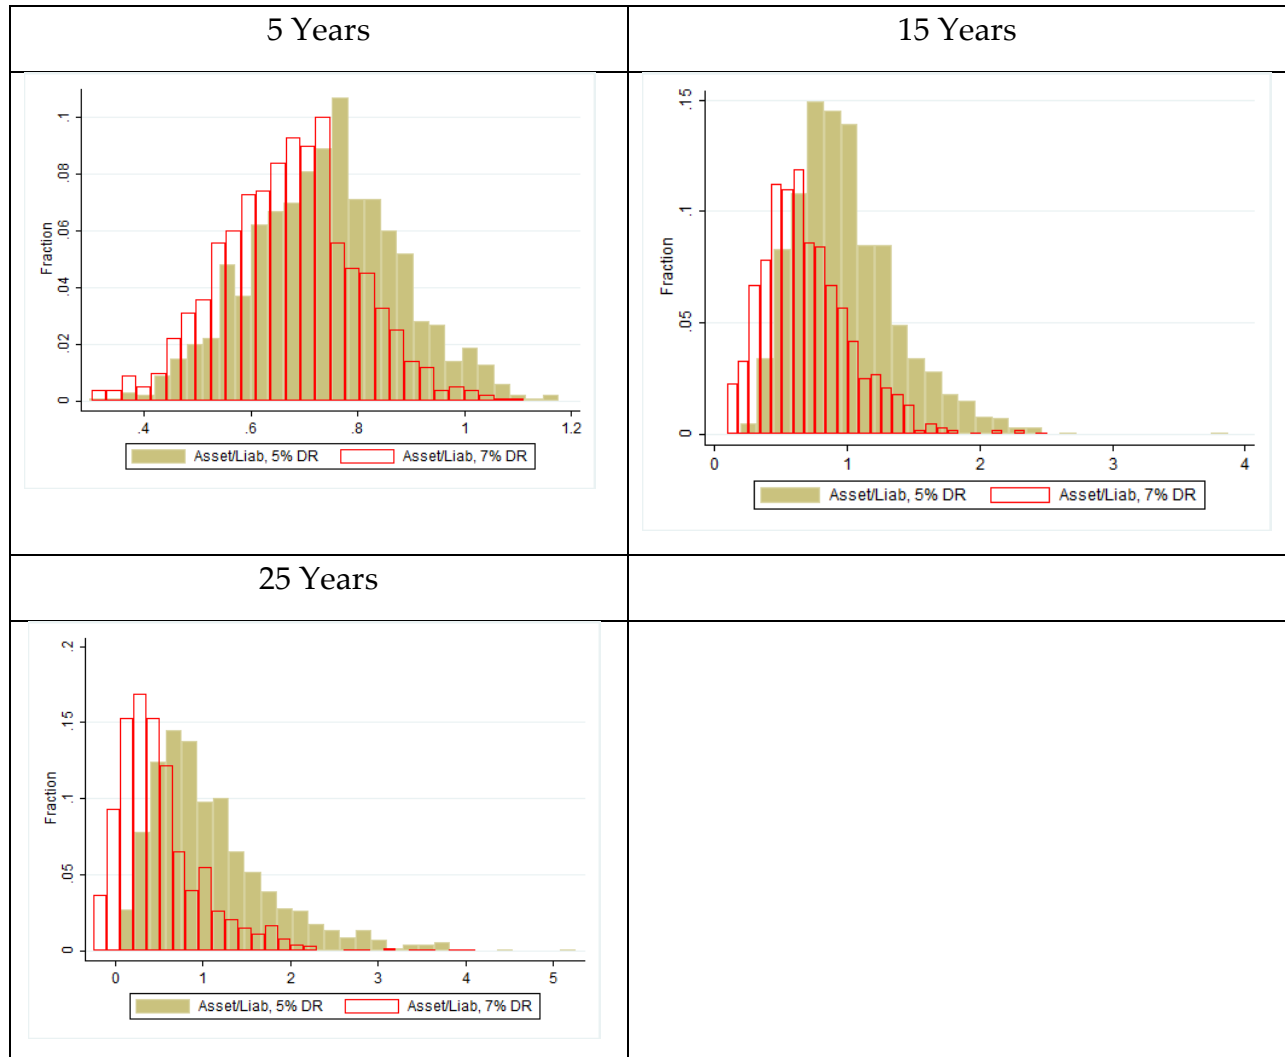 5 Years
15 Years
Fraction
0
.02
.04
.06
.08
.1
.4
.6
.8
1
1.2
Asset/Liab, 5% DR
Asset/Liab, 7% DR
Fraction
0
.05
.1
.15
0
1
2
3
4
Asset/Liab, 5% DR
Asset/Liab, 7% DR
25 Years
Fraction
0
.05
.1
.15
.2
0
1
2
3
4
5
Asset/Liab, 5% DR
Asset/Liab, 7% DR